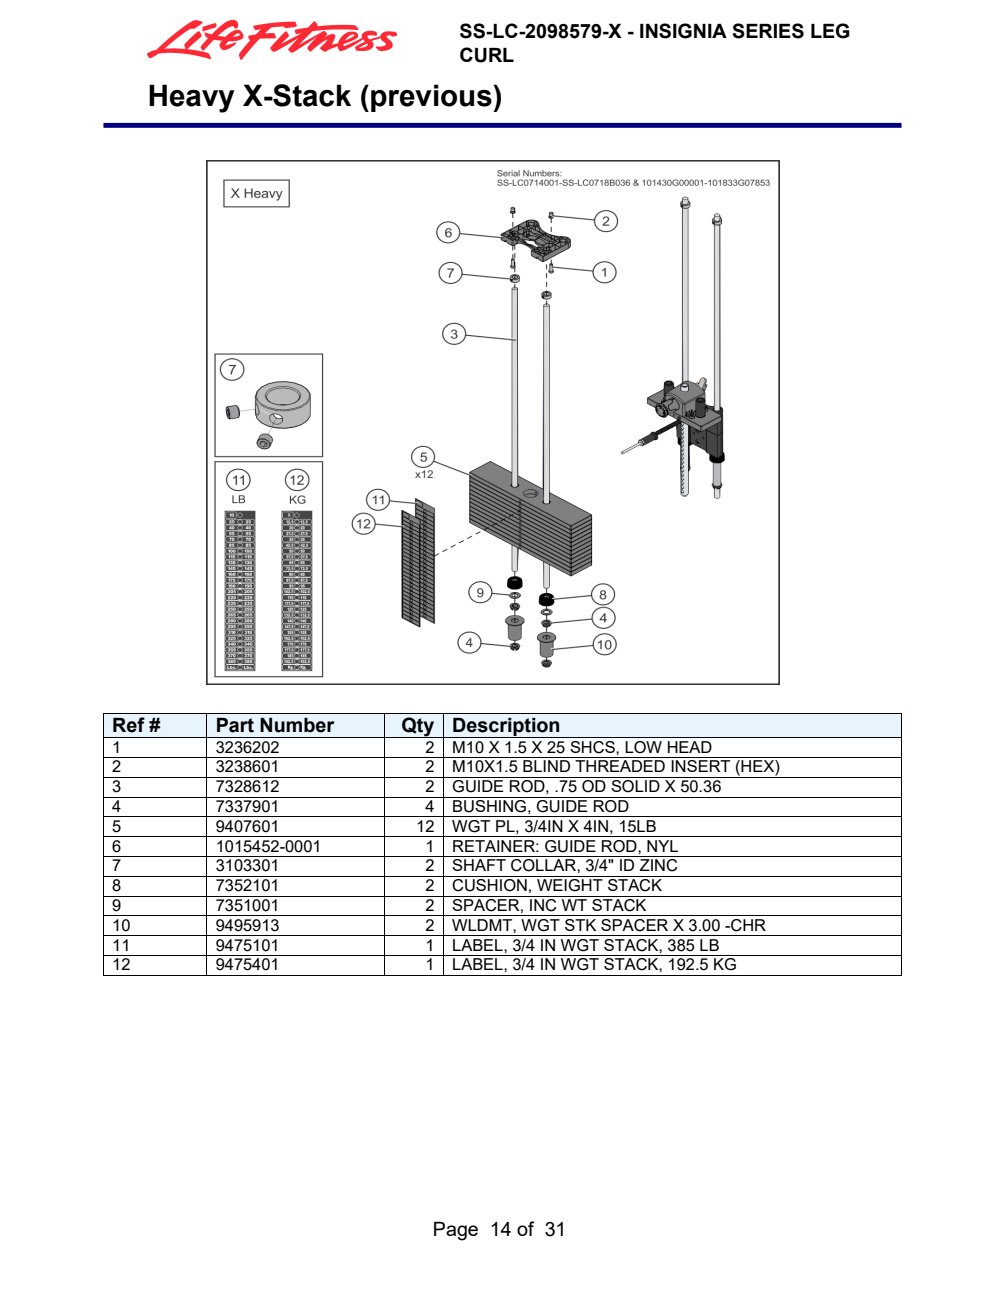 Life Fitness
SS-LC-2098579-X - INSIGNIA SERIES LEG
CURL
Heavy X-Stack (previous)
Serial Numbers:
SS-LC0714001-SS-LC0718B036 & 101430G00001-101833G07853
X Heavy
2
6
7
1
3
7
5
x12
11
12
LB
KG
11
12
9
8
4
4
10
Ref # Part Number Qty Description
1 3236202 2 M10 X 1.5 X 25 SHCS, LOW HEAD
2 3238601 2 M10X1.5 BLIND THREADED INSERT (HEX)
3 7328612 2 GUIDE ROD, .75 OD SOLID X 50.36
4 7337901 4 BUSHING, GUIDE ROD
5 9407601 12 WGT PL, 3/4IN X 4IN, 15LB
6 1015452-0001 1 RETAINER: GUIDE ROD, NYL
7 3103301 2 SHAFT COLLAR, 3/4" ID ZINC
8 7352101 2 CUSHION, WEIGHT STACK
9 7351001 2 SPACER, INC WT STACK
10 9495913 2 WLDMT, WGT STK SPACER X 3.00 -CHR
11 9475101 1 LABEL, 3/4 IN WGT STACK, 385 LB
12 9475401 1 LABEL, 3/4 IN WGT STACK, 192.5 KG
Page 14 of 31